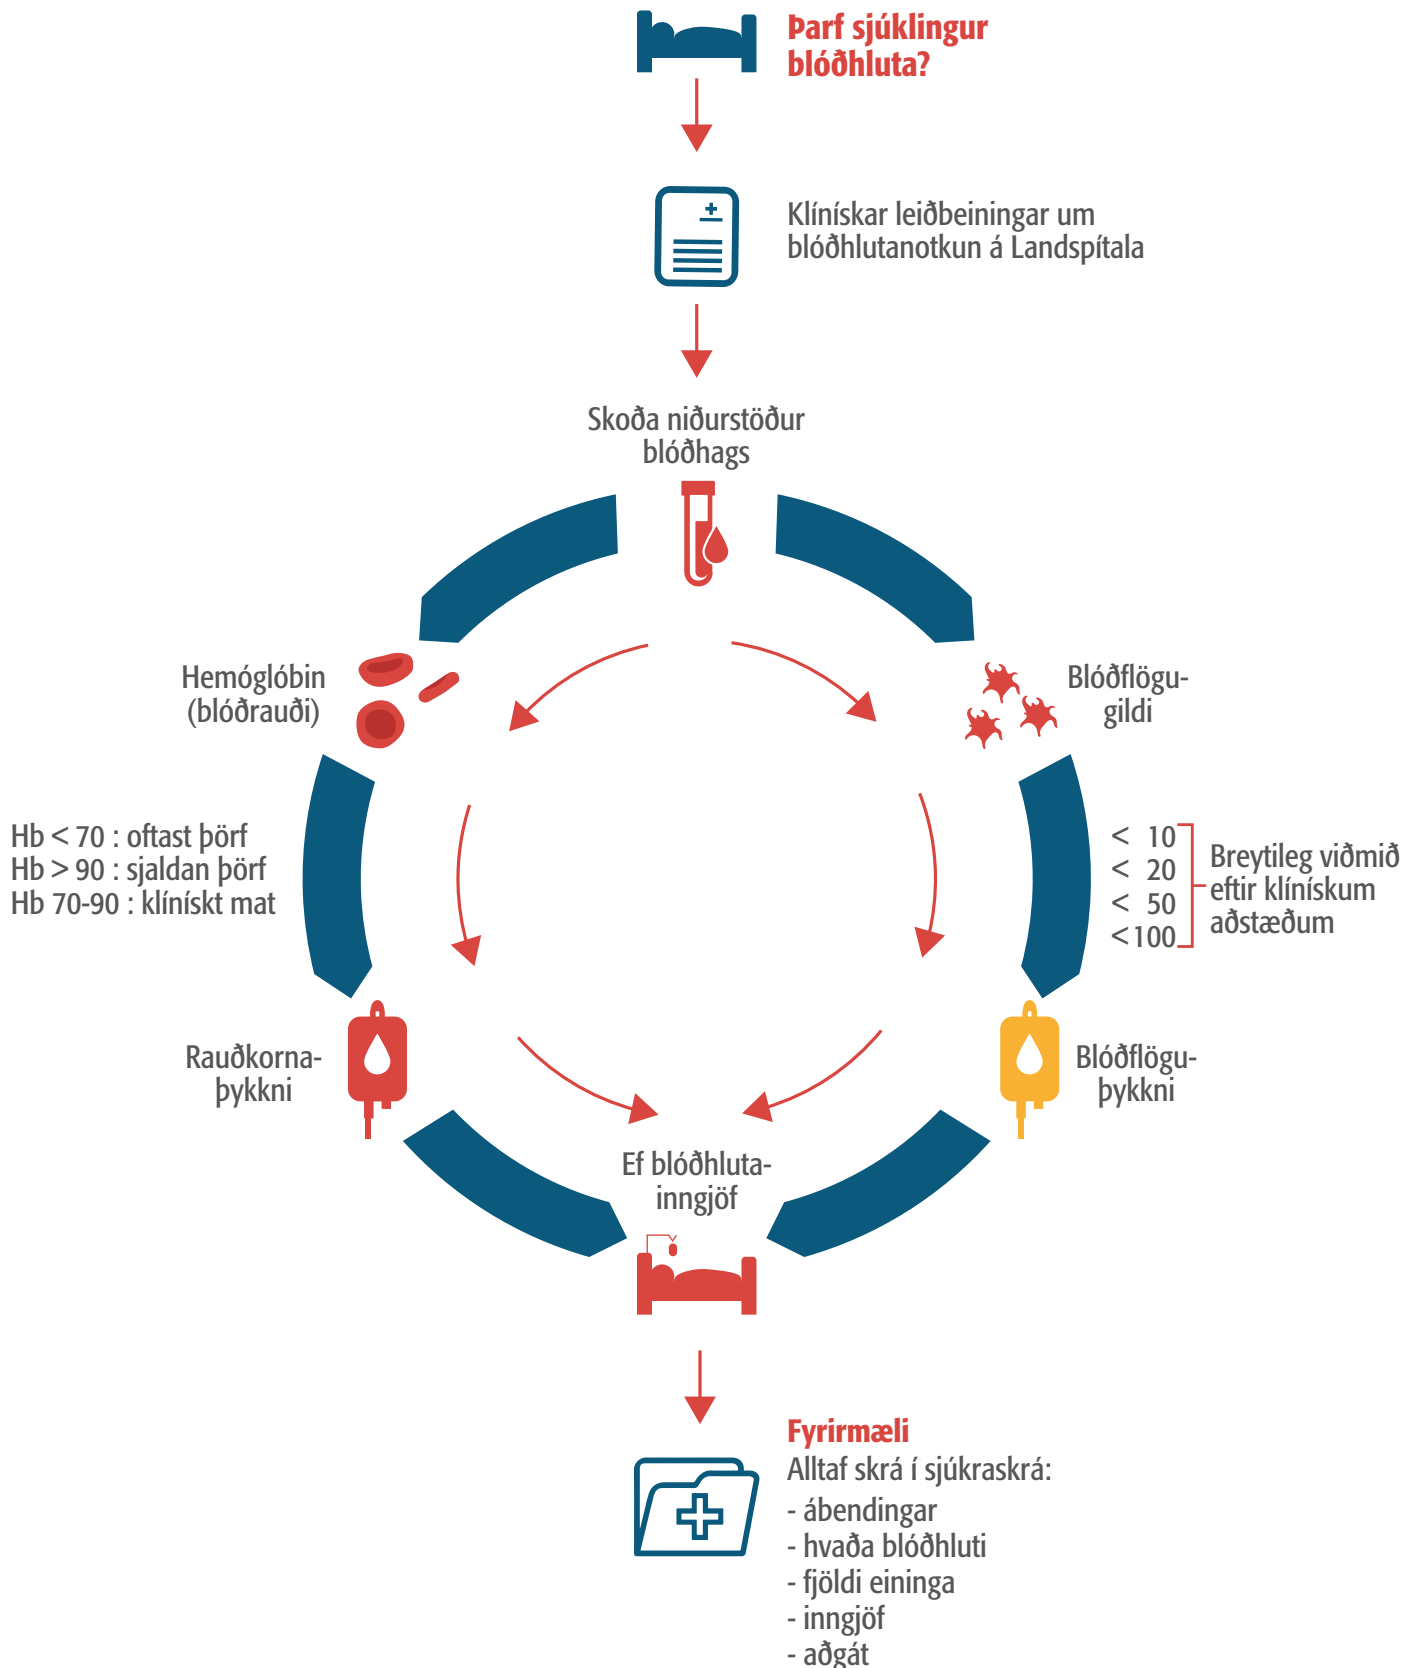 Þarf sjúklingur
blóðhluta?
Klínískar leiðbeiningar um
blóðhlutanotkun á Landspítala
Skoða niðurstöður
blóðhags
Hemóglóbin
(blóðrauði)
Blóðflögu-
gildi
Hb < 70 : oftast þörf
Hb > 90 : sjaldan þörf
Hb 70-90 : klínískt mat
< 10
< 20
< 50
<100
Breytileg viðmið
eftir klínískum
aðstæðum
Rauðkorna-
þykkni
Blóðflögu-
þykkni
Ef blóðhluta-
inngjöf
Fyrirmæli
Alltaf skrá í sjúkraskrá:
- ábendingar
- hvaða blóðhluti
- fjöldi eininga
- inngjöf
- aðgát